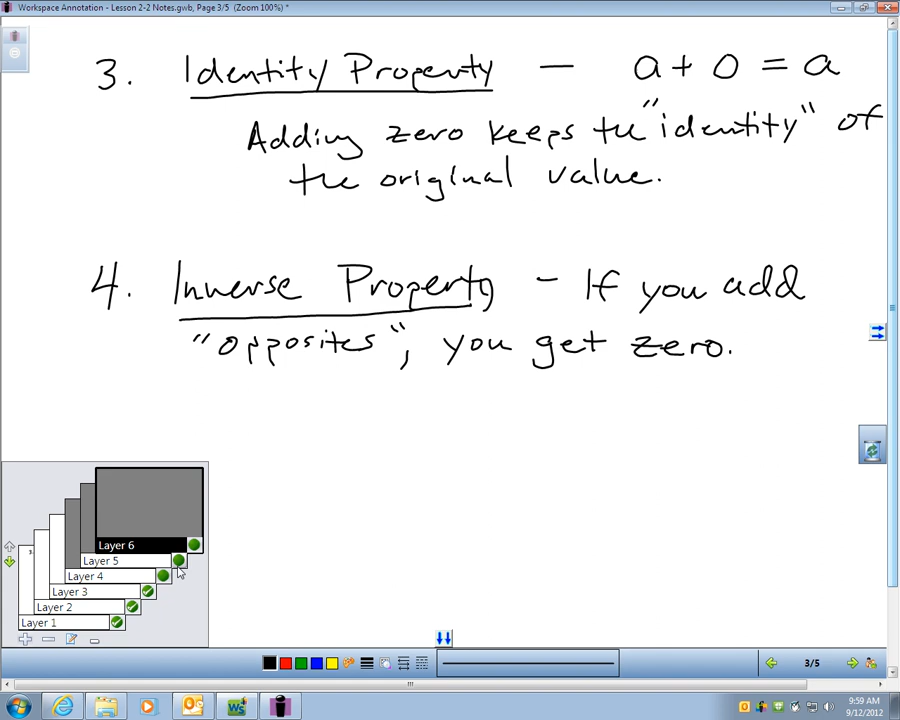 Workspace Annotation - Lesson 2-2 Notes.gwb, Page 3/5 (Zoom 100%) *
3. Identity Property — a + 0 = a
Adding zero keeps the "identity" of
the original value.
4. Inverse Property - If you add
"opposites", you get zero.
Layer 6
Layer 5
Layer 4
Layer 3
Layer 2
Layer 1
3/5
9:59 AM
9/12/2012